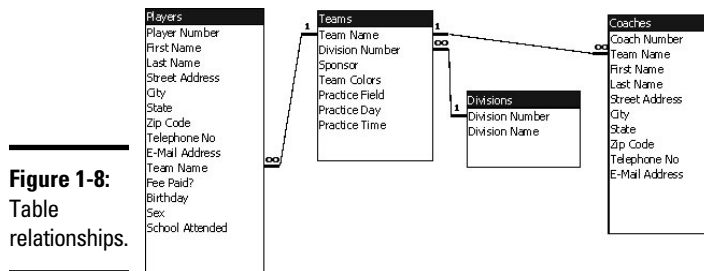 Players
Player Number
First Name
Last Name
Street Address
City
State
Zip Code
Telephone No
E-Mail Address
Team Name
Fee Paid?
Birthday
Sex
School Attended
∞
1
Teams
Team Name
Division Number
Sponsor
Team Colors
Practice Field
Practice Day
Practice Time
1
∞
1
Divisions
Division Number
Division Name
∞
Coaches
Coach Number
Team Name
First Name
Last Name
Street Address
City
State
Zip Code
Telephone No
E-Mail Address
Figure 1-8:
Table
relationships.